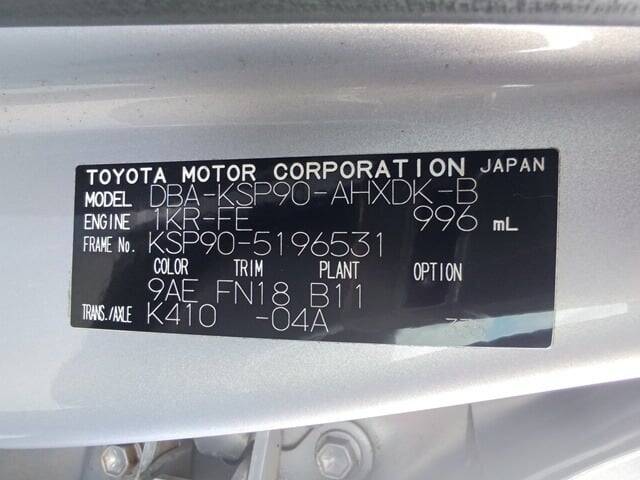 TOYOTA MOTOR CORPORATION JAPAN
MODEL DBA-KSP90-AHXDK-B
ENGINE 1KR-FE 996 mL
FRAME No. KSP90-5196531
COLOR TRIM PLANT OPTION
9AE FN18 B11
TRANS./AXLE K410 -04A